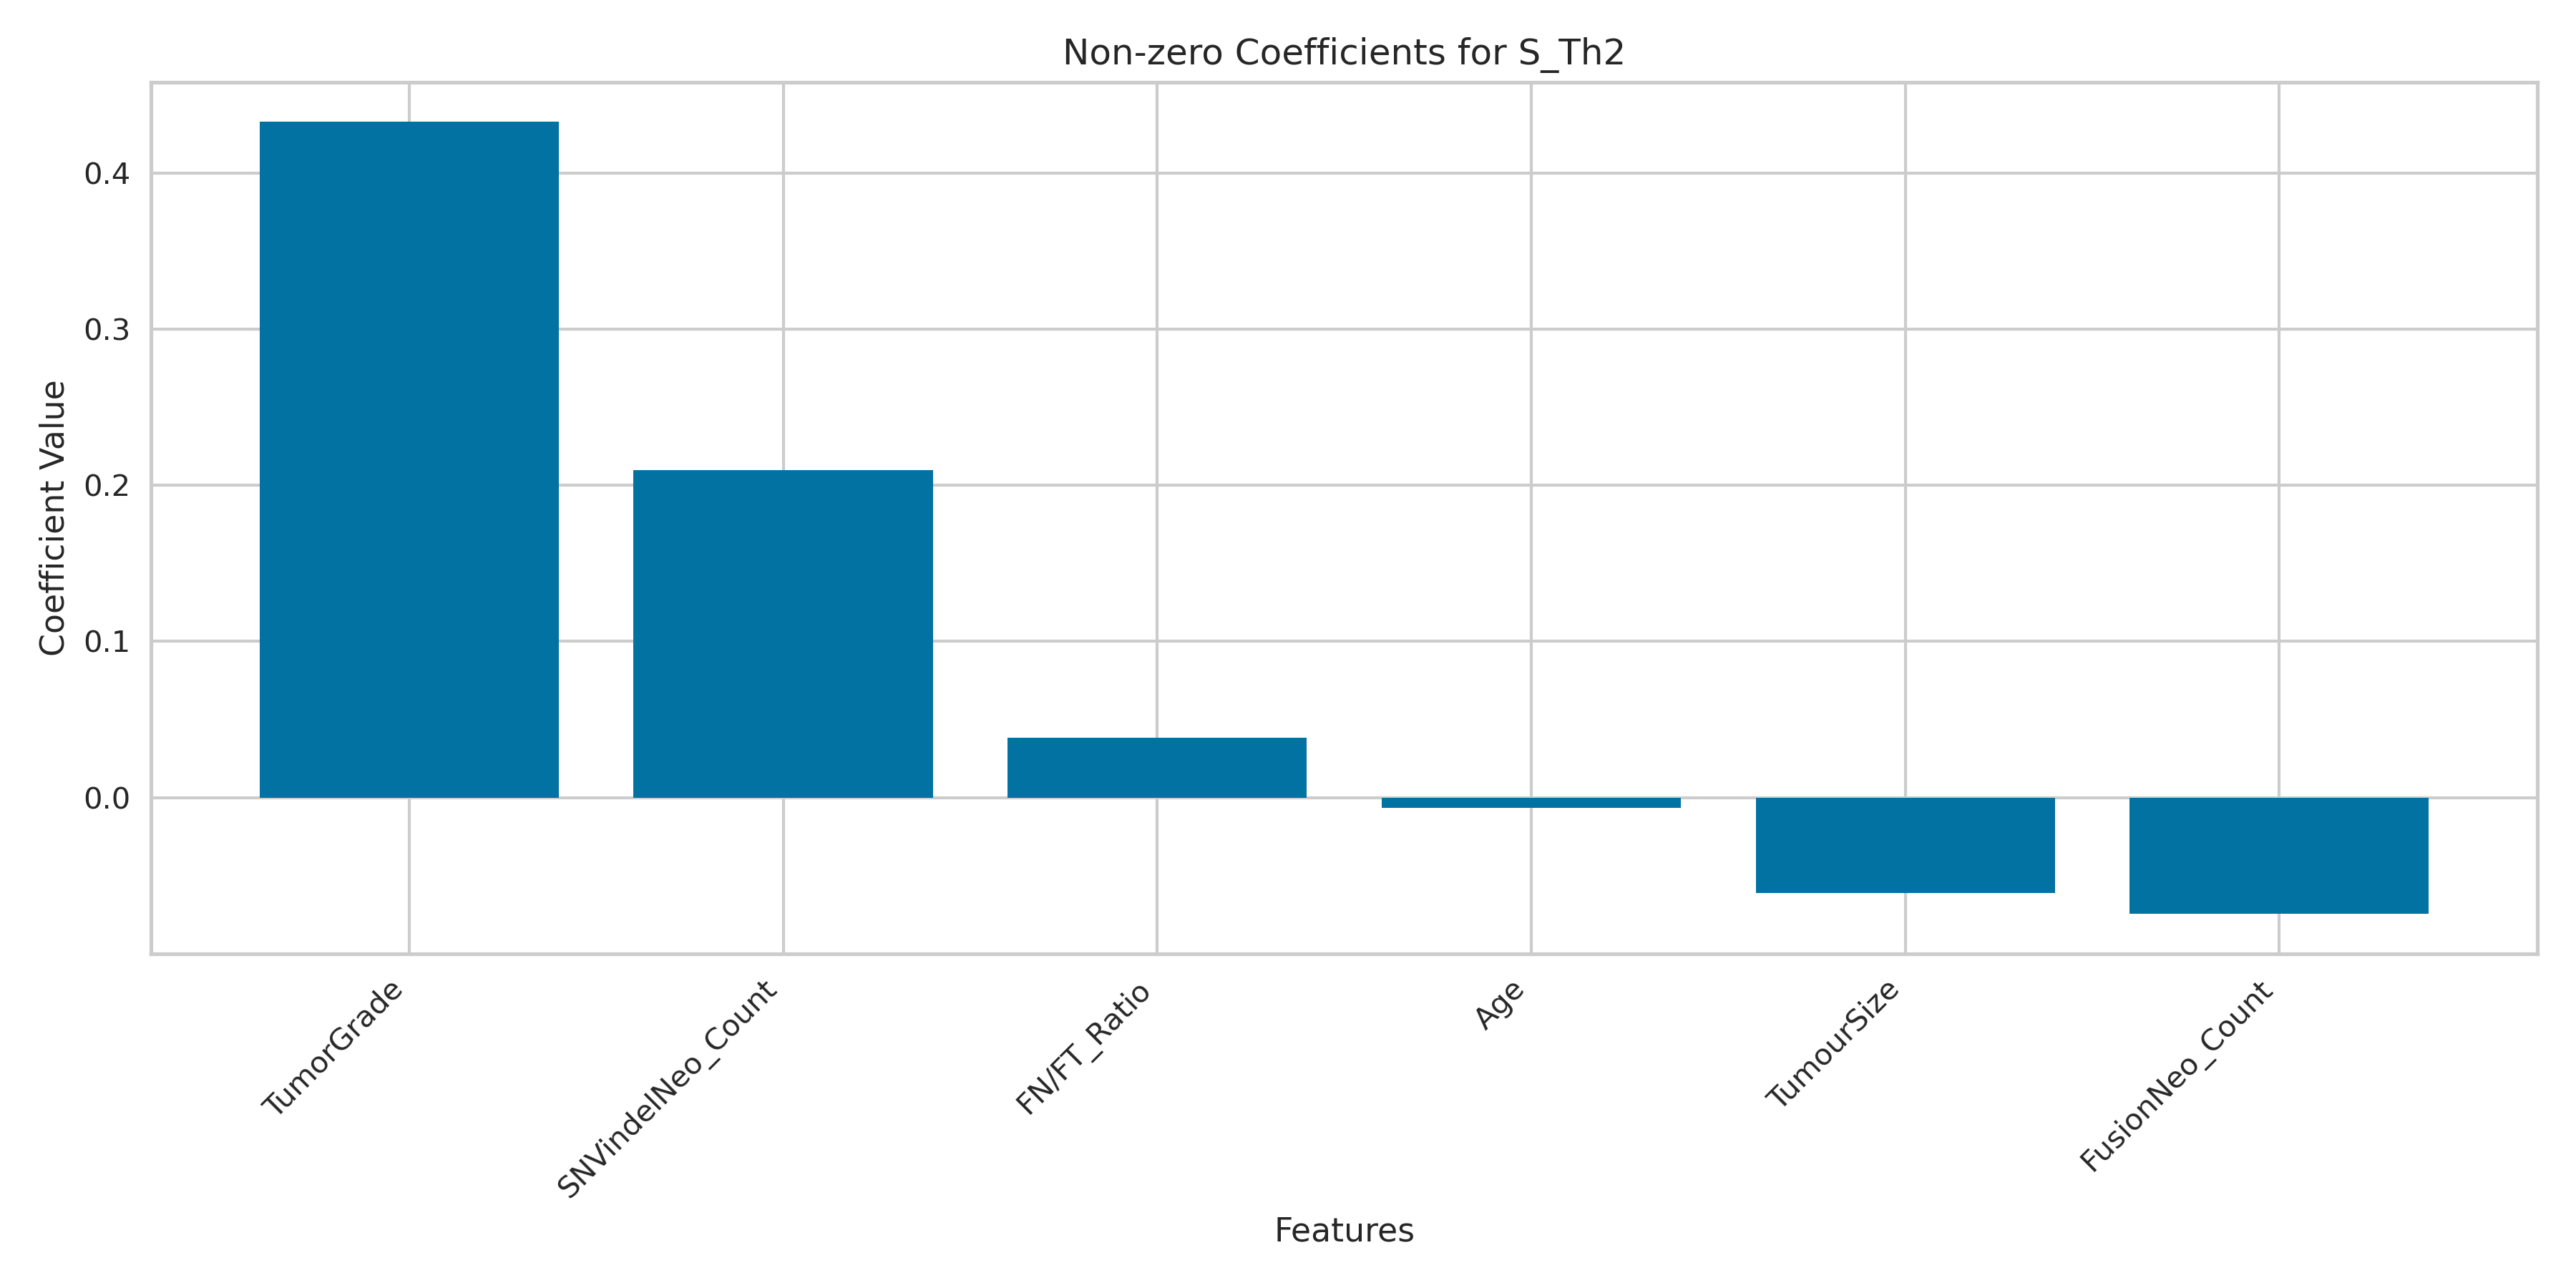 Non-zero Coefficients for S_Th2
Coefficient Value
0.4
0.3
0.2
0.1
0.0
TumorGrade
SNVindelNeo_Count
FN/FT_Ratio
Age
TumourSize
FusionNeo_Count
Features